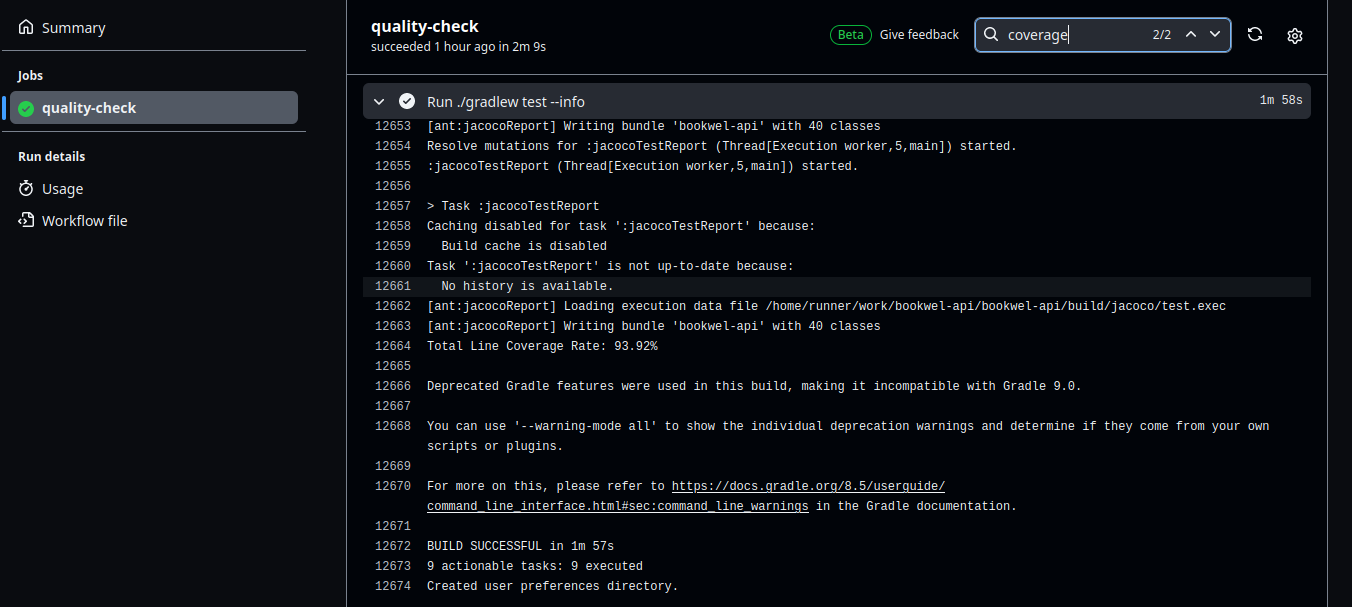 Summary
Jobs
quality-check
Run details
Usage
Workflow file
quality-check
succeeded 1 hour ago in 2m 9s
Beta
Give feedback
coverage
2/2
Run ./gradlew test --info
1m 58s
12653 [ant:jacocoReport] Writing bundle 'bookwel-api' with 40 classes
12654 Resolve mutations for :jacocoTestReport (Thread[Execution worker,5,main]) started.
12655 :jacocoTestReport (Thread[Execution worker,5,main]) started.
12656
12657 > Task :jacocoTestReport
12658 Caching disabled for task ':jacocoTestReport' because:
12659   Build cache is disabled
12660 Task ':jacocoTestReport' is not up-to-date because:
12661   No history is available.
12662 [ant:jacocoReport] Loading execution data file /home/runner/work/bookwel-api/bookwel-api/build/jacoco/test.exec
12663 [ant:jacocoReport] Writing bundle 'bookwel-api' with 40 classes
12664 Total Line Coverage Rate: 93.92%
12665
12666 Deprecated Gradle features were used in this build, making it incompatible with Gradle 9.0.
12667
12668 You can use '--warning-mode all' to show the individual deprecation warnings and determine if they come from your own
scripts or plugins.
12669
12670 For more on this, please refer to https://docs.gradle.org/8.5/userguide/
command_line_interface.html#sec:command_line_warnings in the Gradle documentation.
12671
12672 BUILD SUCCESSFUL in 1m 57s
12673 9 actionable tasks: 9 executed
12674 Created user preferences directory.